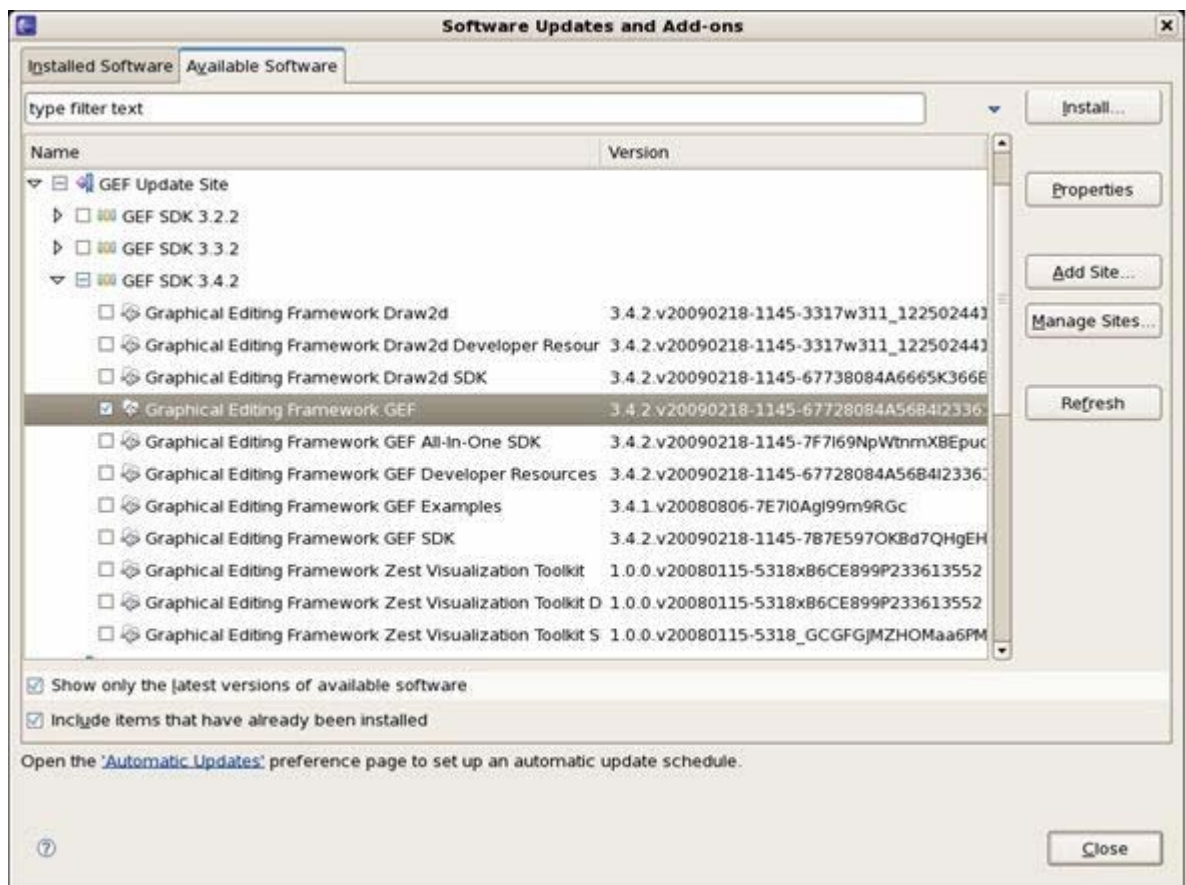 Software Updates and Add-ons
Installed Software Available Software
type filter text Install...
Name Version
GEF Update Site Properties
GEF SDK 3.2.2
GEF SDK 3.3.2
GEF SDK 3.4.2 Add Site...
Graphical Editing Framework Draw2d 3.4.2.v20090218-1145-3317w311_122502441
Manage Sites...
Graphical Editing Framework Draw2d Developer Resour 3.4.2.v20090218-1145-3317w311_122502441
Graphical Editing Framework Draw2d SDK 3.4.2.v20090218-1145-67738084A6665K366E
Graphical Editing Framework GEF 3.4.2.v20090218-1145-67728084A56B4I2336 Refresh
Graphical Editing Framework GEF All-In-One SDK 3.4.2.v20090218-1145-7F7I69NpWtnmXBEpuc
Graphical Editing Framework GEF Developer Resources 3.4.2.v20090218-1145-67728084A56B4I2336
Graphical Editing Framework GEF Examples 3.4.1.v20080806-7E7I0AgI99m9RGc
Graphical Editing Framework GEF SDK 3.4.2.v20090218-1145-7B7E597OKBd7QHgEH
Graphical Editing Framework Zest Visualization Toolkit 1.0.0.v20080115-5318xB6CE899P233613552
Graphical Editing Framework Zest Visualization Toolkit D 1.0.0.v20080115-5318xB6CE899P233613552
Graphical Editing Framework Zest Visualization Toolkit S 1.0.0.v20080115-5318_GCGFGJMZHOMaa6PM
Show only the latest versions of available software
Include items that have already been installed
Open the 'Automatic Updates' preference page to set up an automatic update schedule.
Close